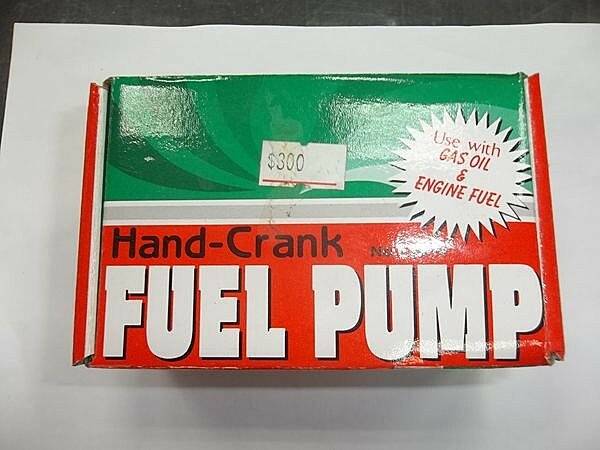 $300
Use with
GAS OIL
&
ENGINE FUEL
Hand-Crank
FUEL PUMP